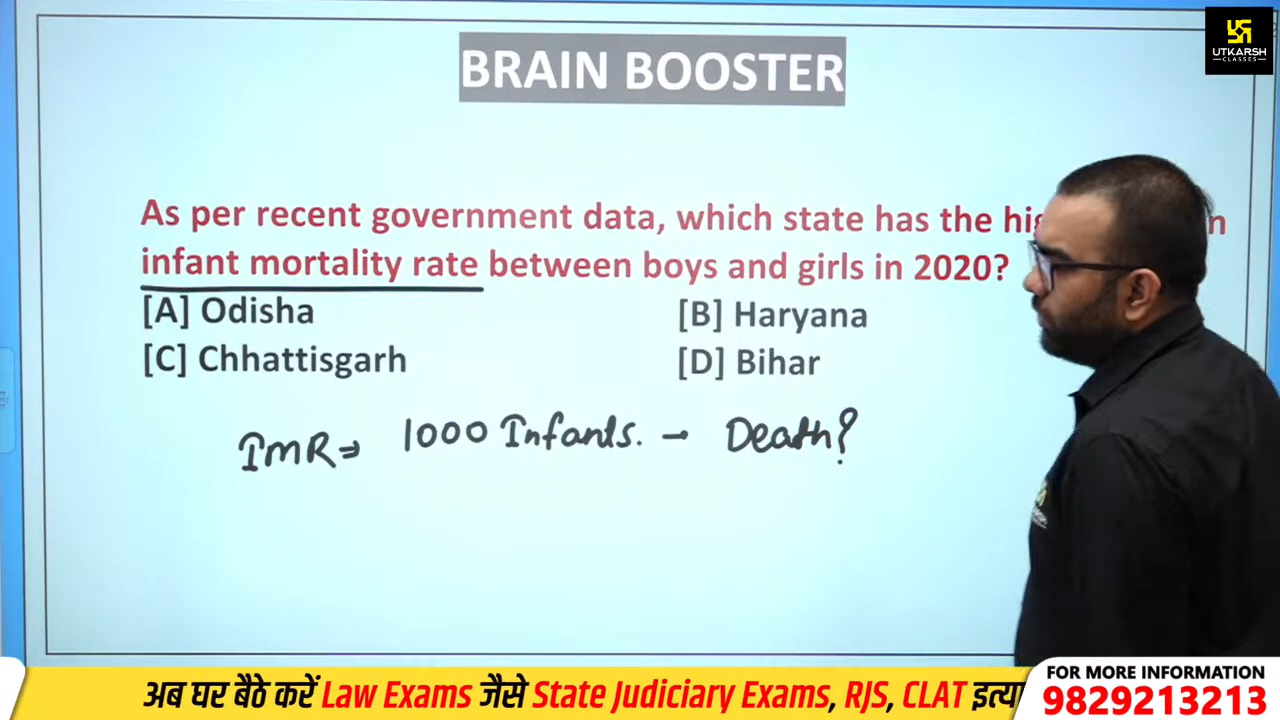 UTKARSH
CLASSES
BRAIN BOOSTER
As per recent government data, which state has the
infant mortality rate between boys and girls in 2020?
[A] Odisha [B] Haryana
[C] Chhattisgarh [D] Bihar
IMR⇒ 1000 Infants. → Death?
अब घर बैठे करें Law Exams जैसे State Judiciary Exams, RJS, CLAT
FOR MORE INFORMATION
9829213213